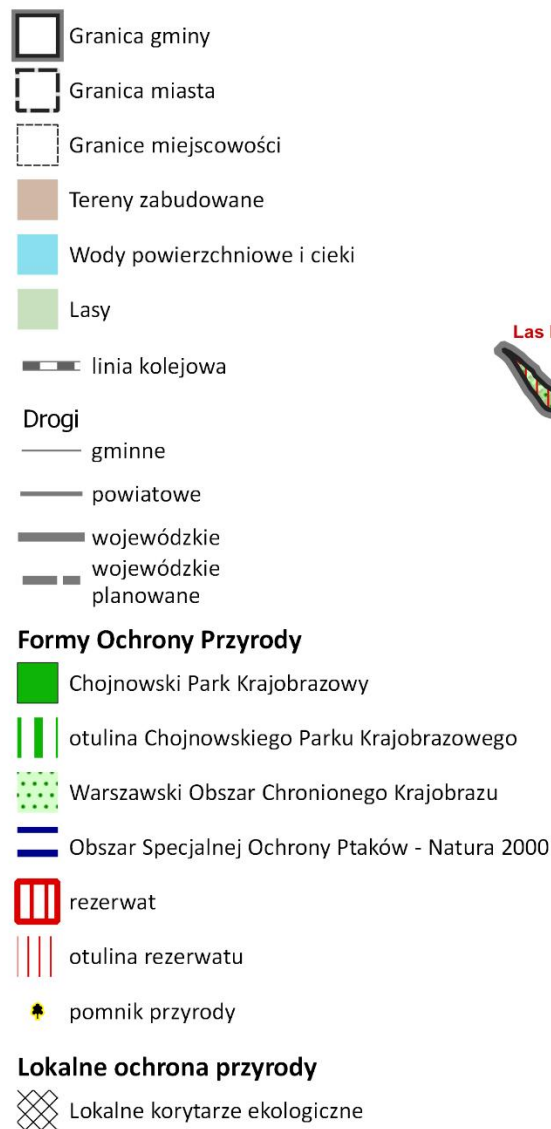 Granica gminy
Granica miasta
Granice miejscowości
Tereny zabudowane
Wody powierzchniowe i cieki
Lasy
Las
linia kolejowa
Drogi
gminne
powiatowe
wojewódzkie
wojewódzkie
planowane
Formy Ochrony Przyrody
Chojnowski Park Krajobrazowy
otulina Chojnowskiego Parku Krajobrazowego
Warszawski Obszar Chronionego Krajobrazu
Obszar Specjalnej Ochrony Ptaków - Natura 2000
rezerwat
otulina rezerwatu
pomnik przyrody
Lokalne ochrona przyrody
Lokalne korytarze ekologiczne